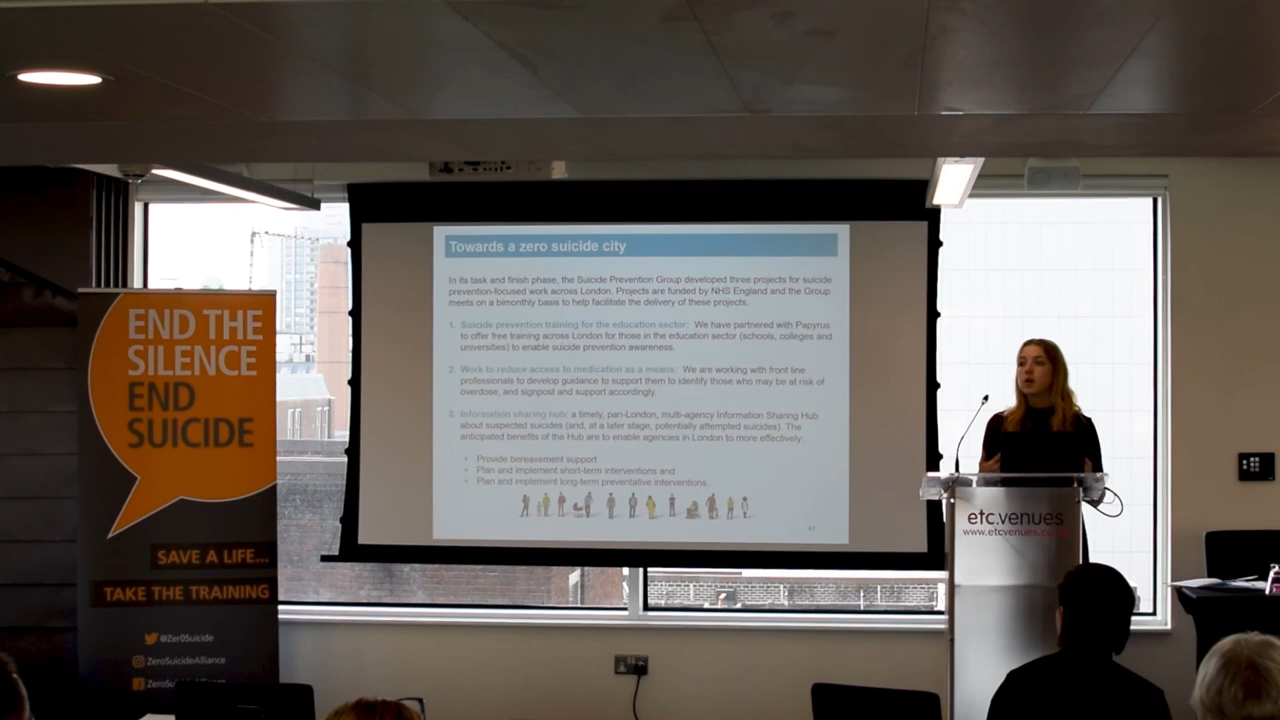 END THE
SILENCE
END
SUICIDE
SAVE A LIFE...
TAKE THE TRAINING
@Zer0Suicide
ZeroSuicideAlliance
Towards a zero suicide city
In its task and finish phase, the Suicide Prevention Group developed three projects for suicide
prevention-focused work across London. Projects are funded by NHS England and the Group
meets on a bimonthly basis to help facilitate the delivery of these projects.
1. Suicide prevention training for the education sector: We have partnered with Papyrus
to offer free training across London for those in the education sector (schools, colleges and
universities) to enable suicide prevention awareness.
2. Work to reduce access to medication as a means: We are working with front line
professionals to develop guidance to support them to identify those who may be at risk of
overdose, and signpost and support accordingly.
3. Information sharing hub: a timely, pan-London, multi-agency Information Sharing Hub
about suspected suicides (and, at a later stage, potentially attempted suicides). The
anticipated benefits of the Hub are to enable agencies in London to more effectively:
• Provide bereavement support
• Plan and implement short-term interventions and
• Plan and implement long-term preventative interventions.
etc.venues